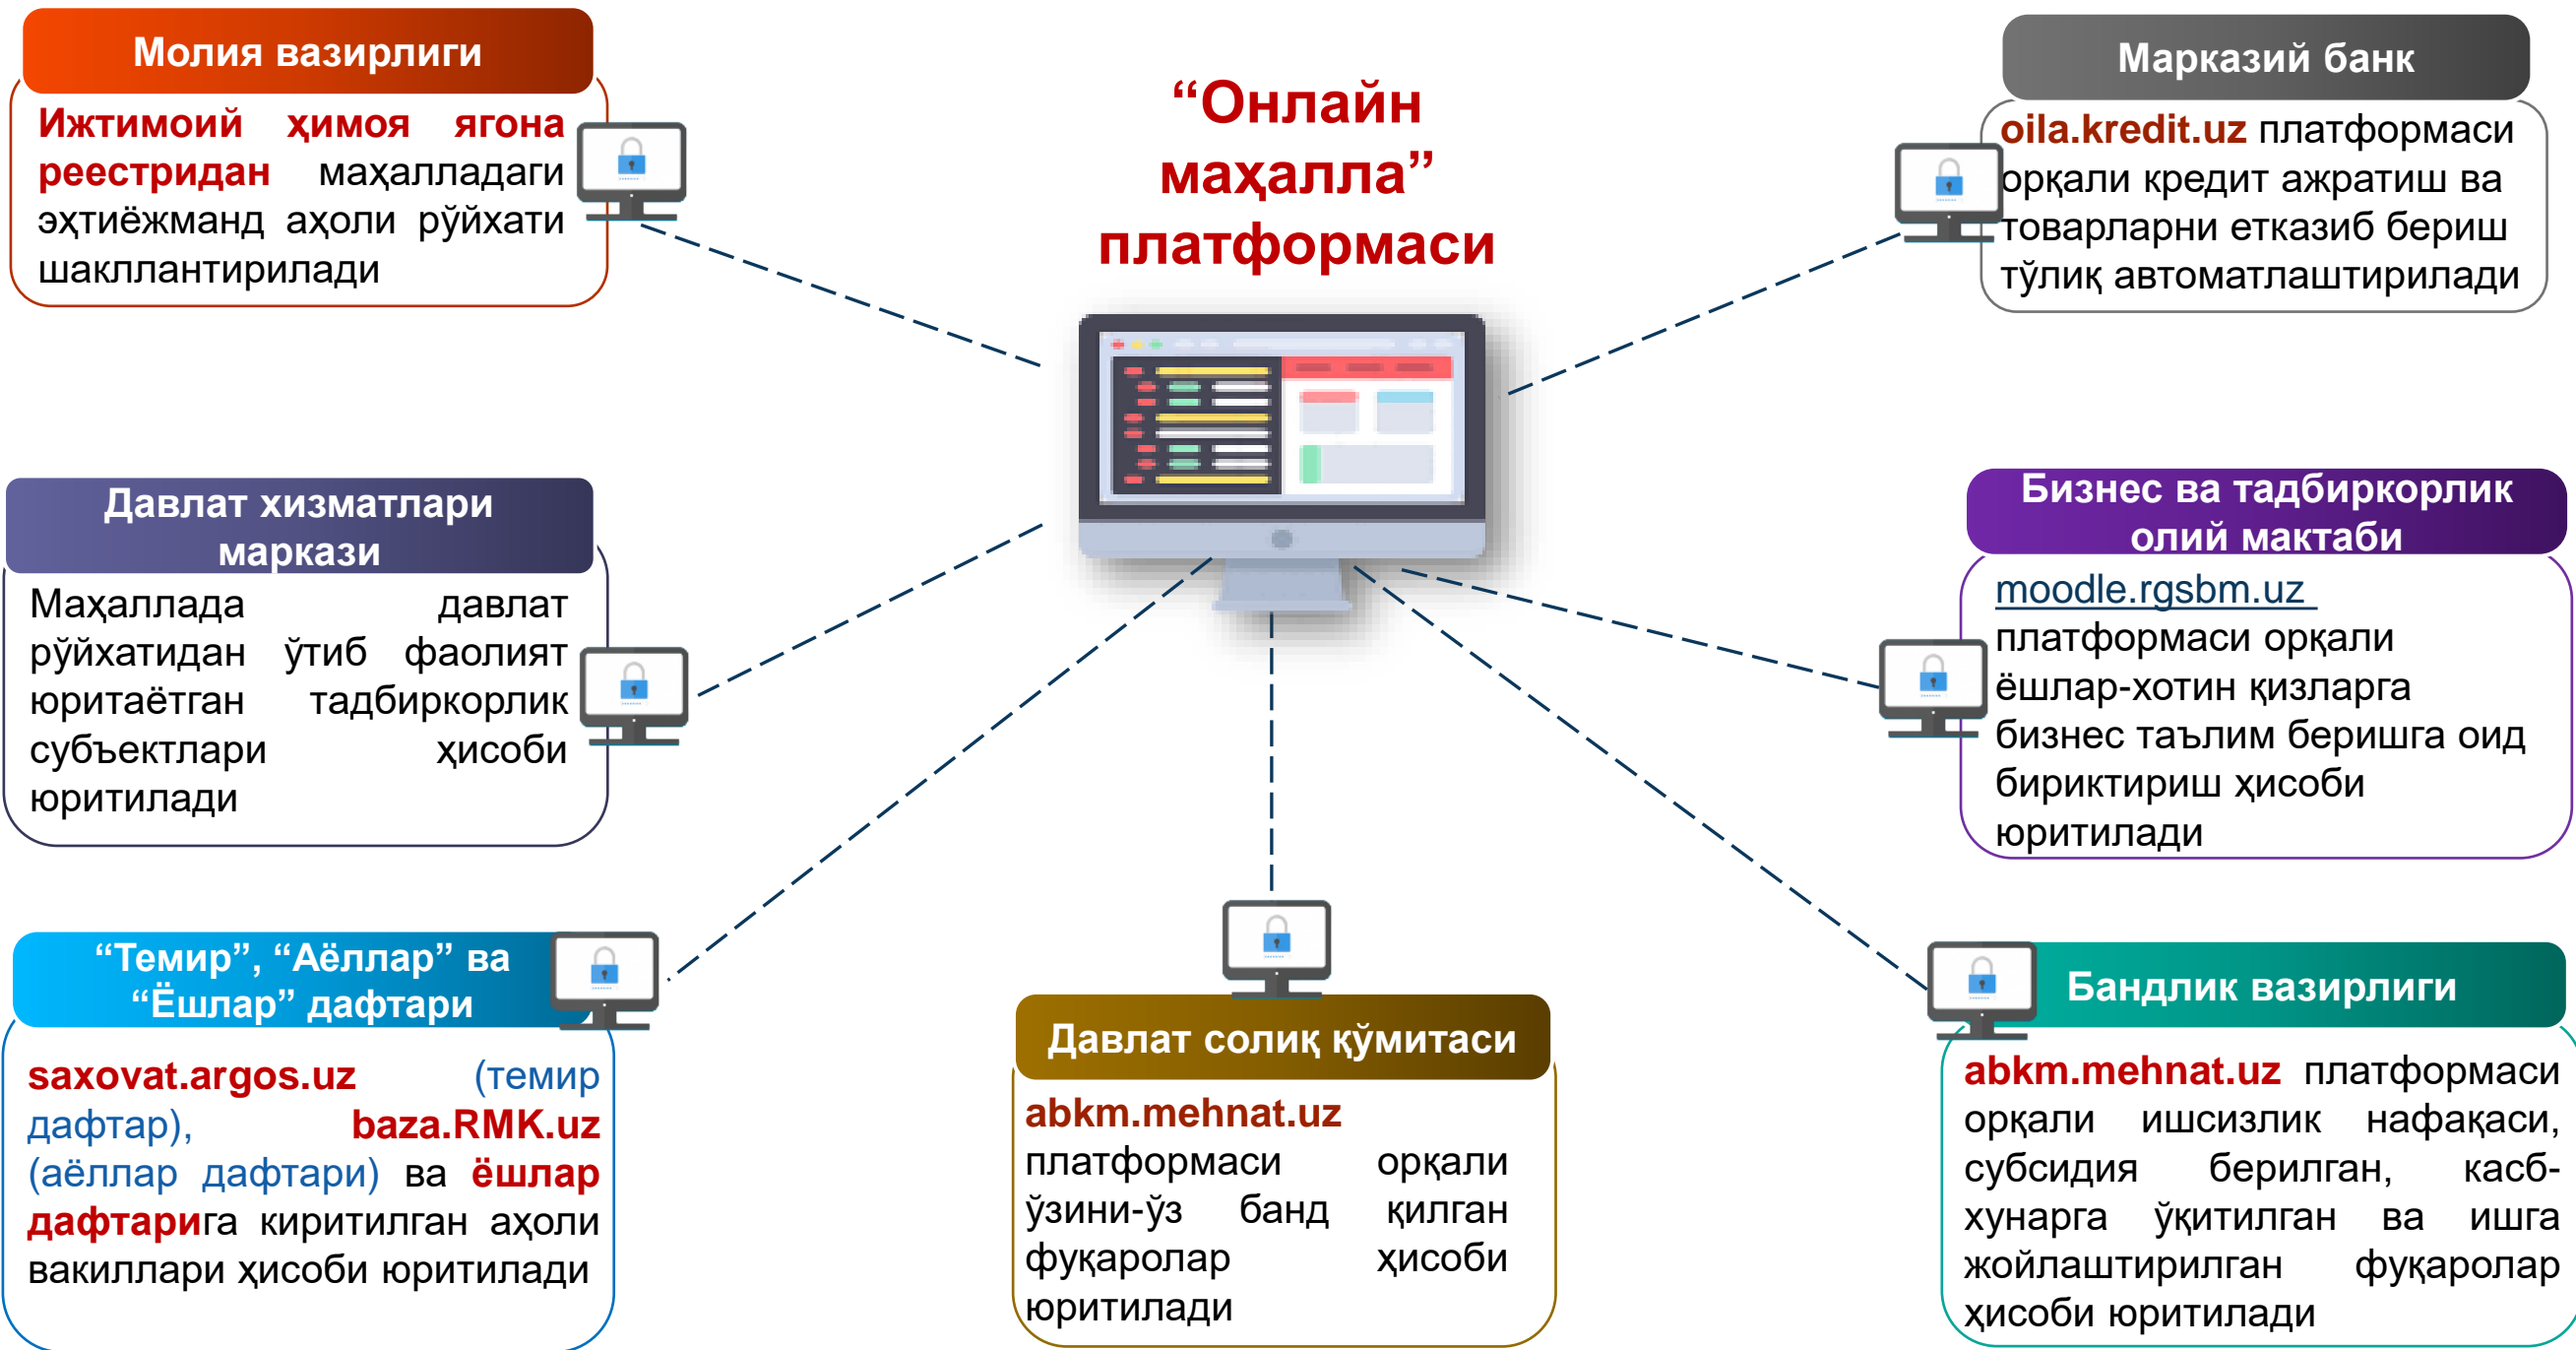 Молия вазирлиги
Ижтимоий ҳимоя ягона
реестридан маҳалладаги
эҳтиёжманд аҳоли рўйхати
шакллантирилади
“Онлайн
маҳалла”
платформаси
Марказий банк
oila.kredit.uz платформаси
орқали кредит ажратиш ва
товарларни етказиб бериш
тўлиқ автоматлаштирилади
Давлат хизматлари
маркази
Маҳаллада давлат
рўйхатидан ўтиб фаолият
юритаётган тадбиркорлик
субъектлари ҳисоби
юритилади
Бизнес ва тадбиркорлик
олий мактаби
moodle.rgsbm.uz
платформаси орқали
ёшлар-хотин қизларга
бизнес таълим беришга оид
бириктириш ҳисоби
юритилади
“Темир”, “Аёллар” ва
“Ёшлар” дафтари
saxovat.argos.uz (темир
дафтар), baza.RMK.uz
(аёллар дафтари) ва ёшлар
дафтарига киритилган аҳоли
вакиллари ҳисоби юритилади
Давлат солиқ қўмитаси
abkm.mehnat.uz
платформаси орқали
ўзини-ўз банд қилган
фуқаролар ҳисоби
юритилади
Бандлик вазирлиги
abkm.mehnat.uz платформаси
орқали ишсизлик нафақаси,
субсидия берилган, касб-
хунарга ўқитилган ва ишга
жойлаштирилган фуқаролар
ҳисоби юритилади